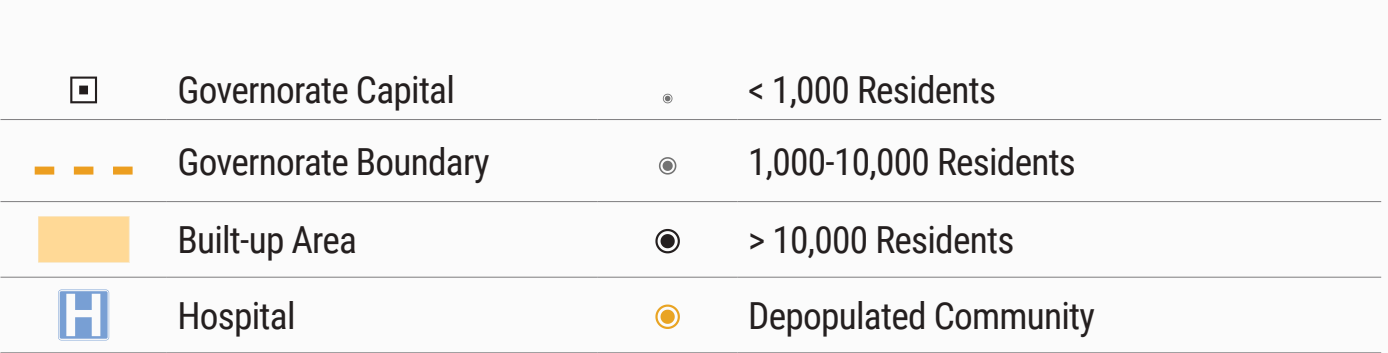 Governorate Capital
< 1,000 Residents
Governorate Boundary
1,000-10,000 Residents
Built-up Area
> 10,000 Residents
H
Hospital
Depopulated Community